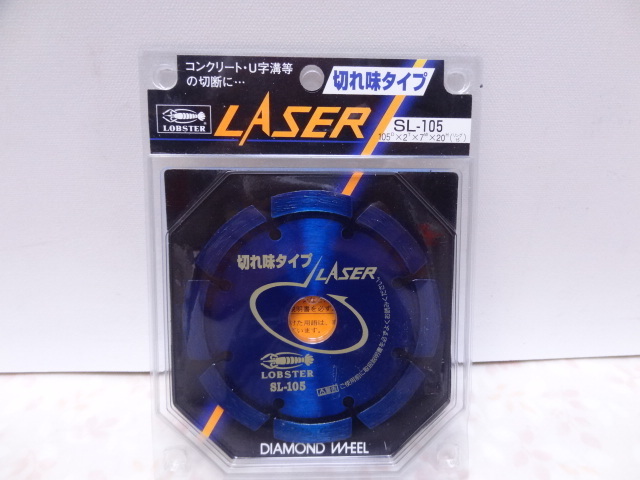 コンクリート・U字溝等
の切断に…
切れ味タイプ
LOBSTER
LASER
SL-105
切れ味タイプ
LASER
LOBSTER
SL-105
DIAMOND WHEEL